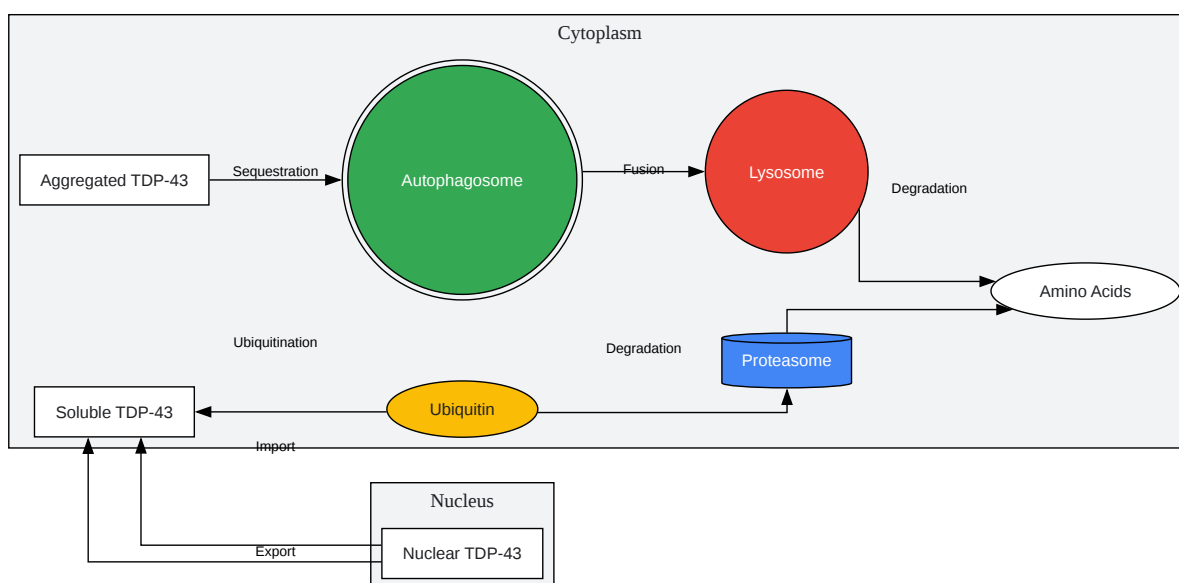 Cytoplasm
Aggregated TDP-43
Sequestration
Autophagosome
Fusion
Lysosome
Degradation
Amino Acids
Ubiquitination
Degradation
Proteasome
Soluble TDP-43
Ubiquitin
Import
Nucleus
Export
Nuclear TDP-43